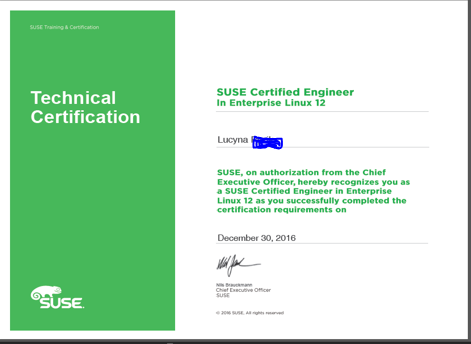 SUSE Training & Certification
Technical
Certification
SUSE Certified Engineer
In Enterprise Linux 12
Lucyna
SUSE, on authorization from the Chief
Executive Officer, hereby recognizes you as
a SUSE Certified Engineer in Enterprise
Linux 12 as you successfully completed the
certification requirements on
December 30, 2016
Nils Brauckmann
Chief Executive Officer
SUSE
SUSE.
© 2016 SUSE. All rights reserved